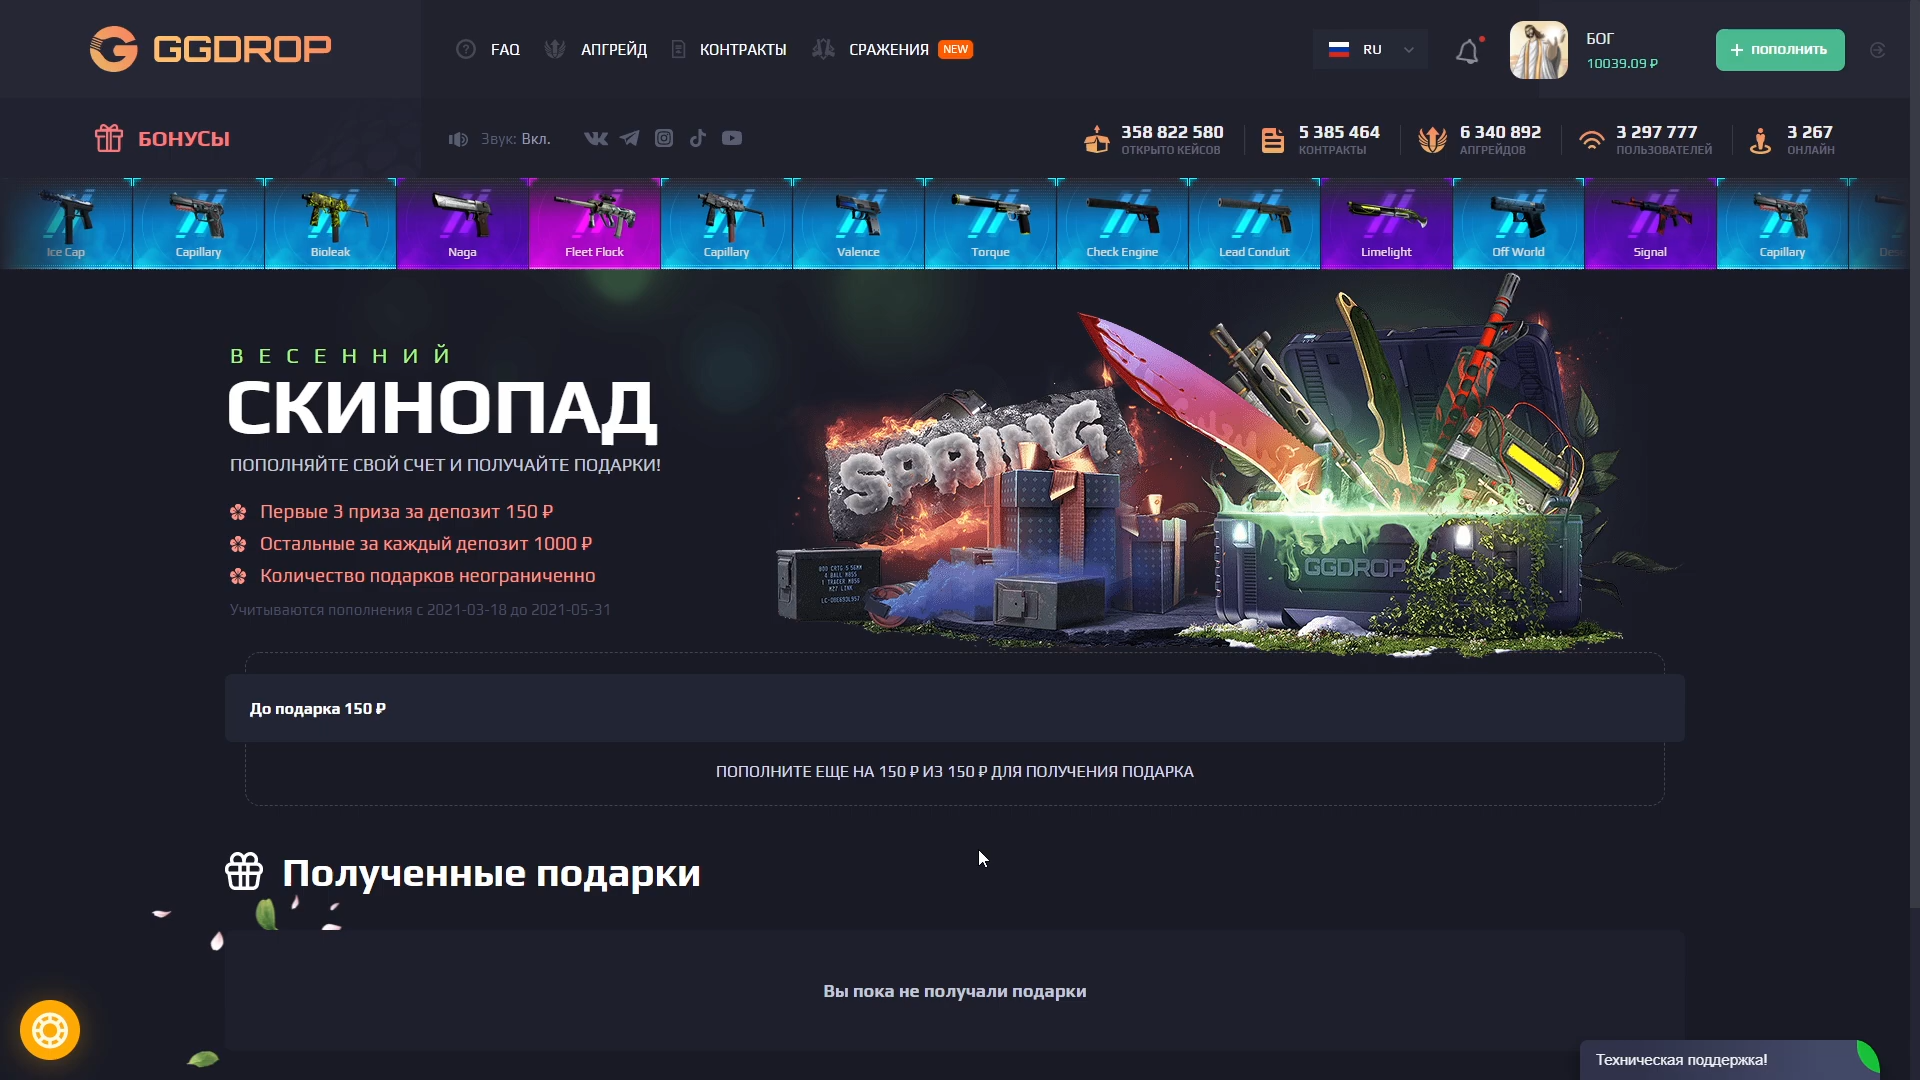 GGDROP
FAQ
АПГРЕЙД
КОНТРАКТЫ
СРАЖЕНИЯ NEW
RU
БОГ
10039.09 ₽
+ ПОПОЛНИТЬ
БОНУСЫ
Звук: Вкл.
358 822 580
ОТКРЫТО КЕЙСОВ
5 385 464
КОНТРАКТЫ
6 340 892
АПГРЕЙДОВ
3 297 777
ПОЛЬЗОВАТЕЛЕЙ
3 267
ОНЛАЙН
Ice Cap
Capillary
Bioleak
Naga
Fleet Flock
Capillary
Valence
Torque
Check Engine
Lead Conduit
Limelight
Off World
Signal
Capillary
ВЕСЕННИЙ
СКИНОПАД
ПОПОЛНЯЙТЕ СВОЙ СЧЕТ И ПОЛУЧАЙТЕ ПОДАРКИ!
Первые 3 приза за депозит 150 ₽
Остальные за каждый депозит 1000 ₽
Количество подарков неограниченно
Учитываются пополнения с 2021-03-18 до 2021-05-31
SPRING
GGDROP
До подарка 150 ₽
ПОПОЛНИТЕ ЕЩЕ НА 150 ₽ ИЗ 150 ₽ ДЛЯ ПОЛУЧЕНИЯ ПОДАРКА
Полученные подарки
Вы пока не получали подарки
Техническая поддержка!